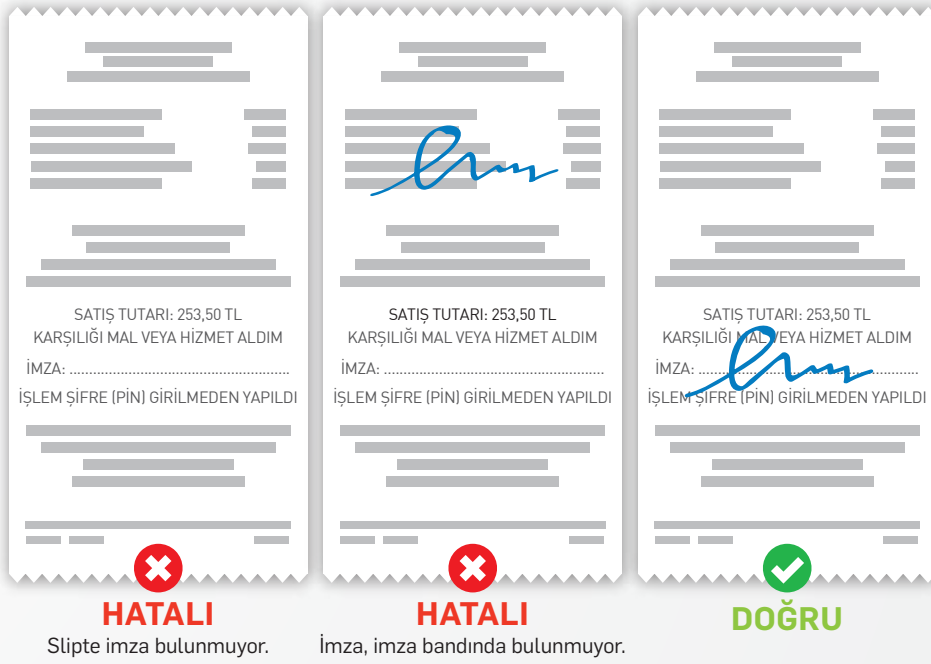 SATIŞ TUTARI: 253,50 TL
KARŞILIĞI MAL VEYA HİZMET ALDIM
İMZA: ..........................................................
İŞLEM ŞİFRE (PİN) GİRİLMEDEN YAPILDI
HATALI
Slipte imza bulunmuyor.
SATIŞ TUTARI: 253,50 TL
KARŞILIĞI MAL VEYA HİZMET ALDIM
İMZA: ..........................................................
İŞLEM ŞİFRE (PİN) GİRİLMEDEN YAPILDI
HATALI
İmza, imza bandında bulunmuyor.
SATIŞ TUTARI: 253,50 TL
KARŞILIĞI MAL VEYA HİZMET ALDIM
İMZA: ..........................................................
İŞLEM ŞİFRE (PİN) GİRİLMEDEN YAPILDI
DOĞRU